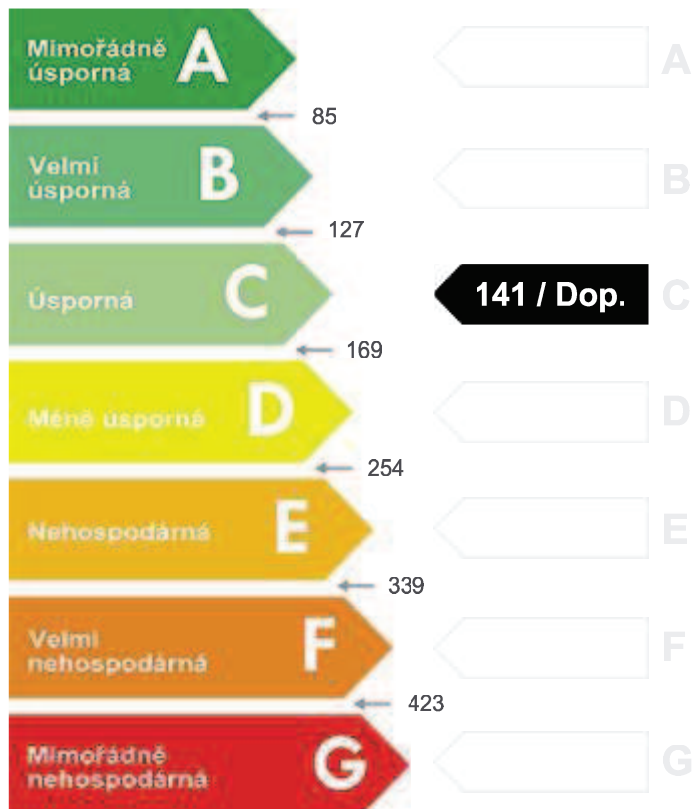 Mimořádně
úsporná
A
A
85
Velmi
úsporná
B
B
127
Úsporná
C
141 / Dop.
C
169
Méně úsporná
D
D
254
Nehospodárná
E
E
339
Velmi
nehospodárná
F
F
423
Mimořádně
nehospodárná
G
G